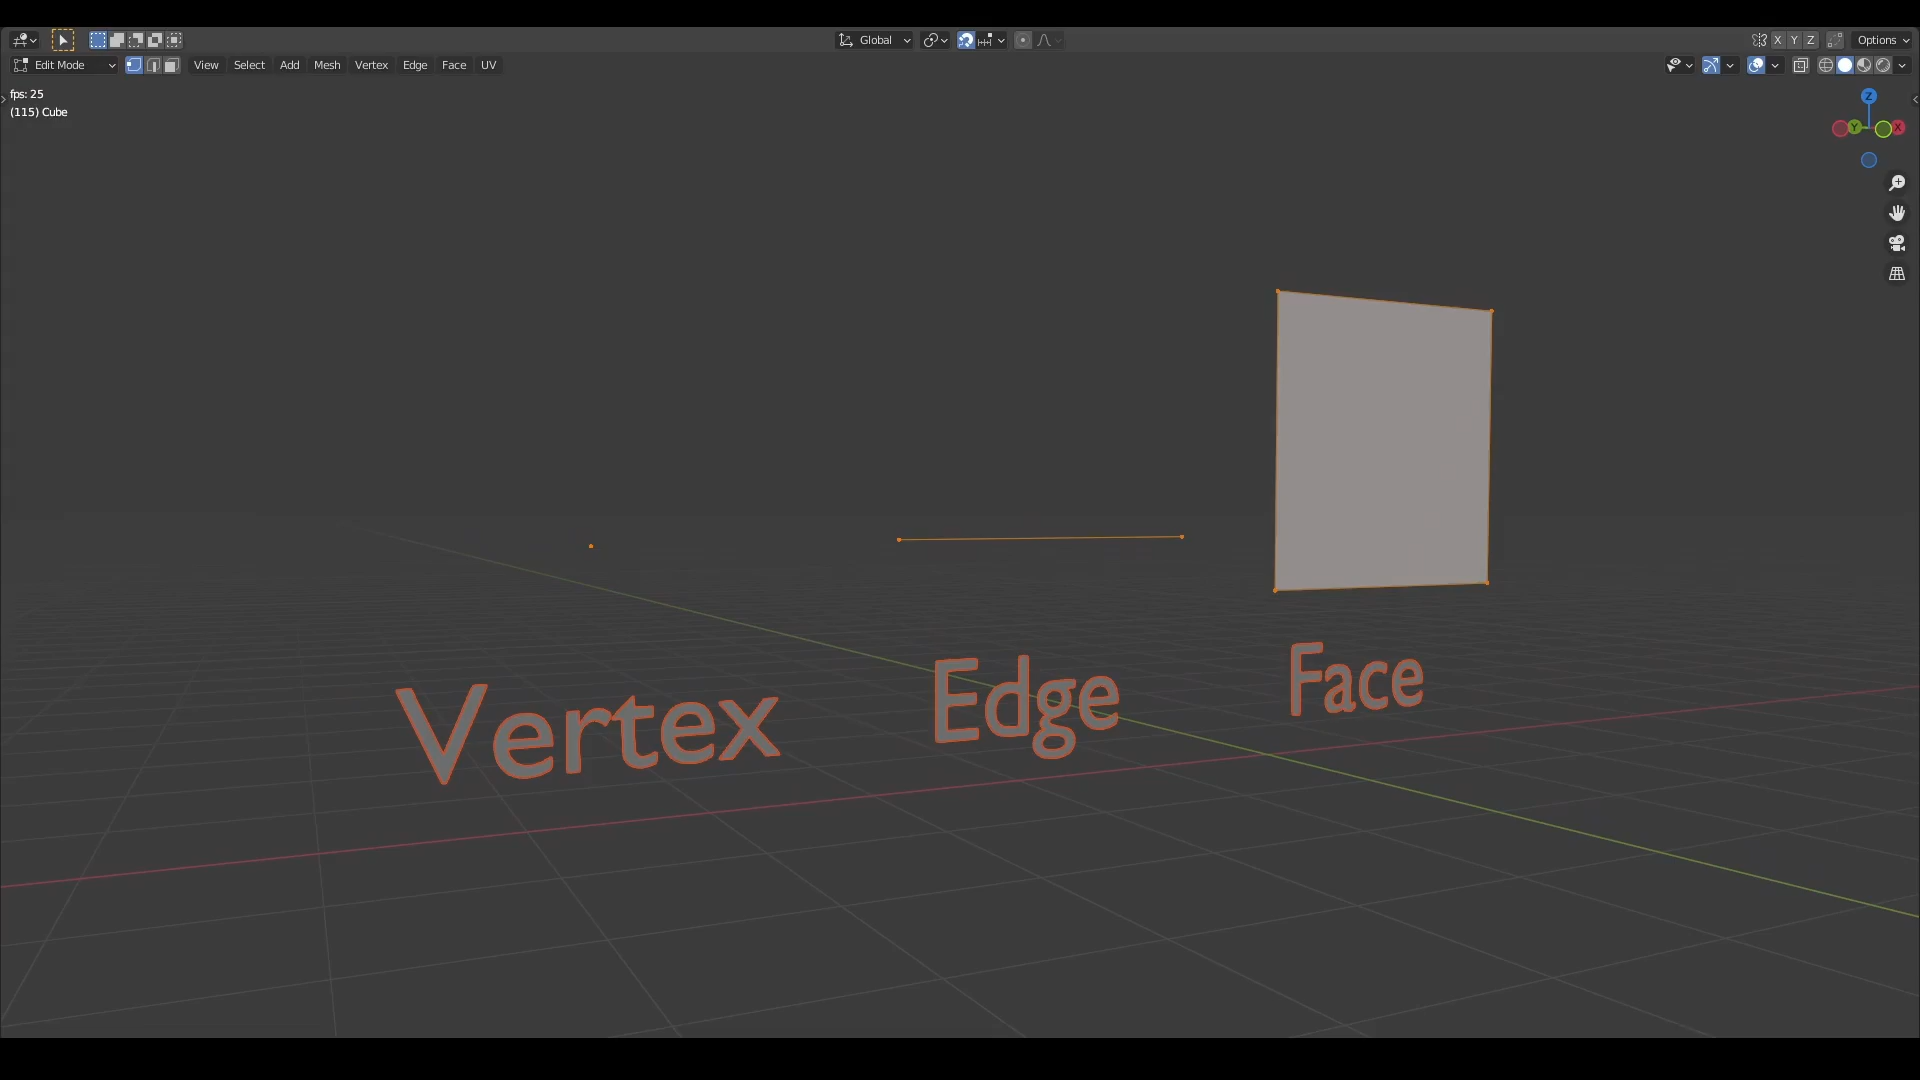 Global
X Y Z Options
Edit Mode View Select Add Mesh Vertex Edge Face UV
fps: 25
(115) Cube
Z
Y X
Vertex Edge Face